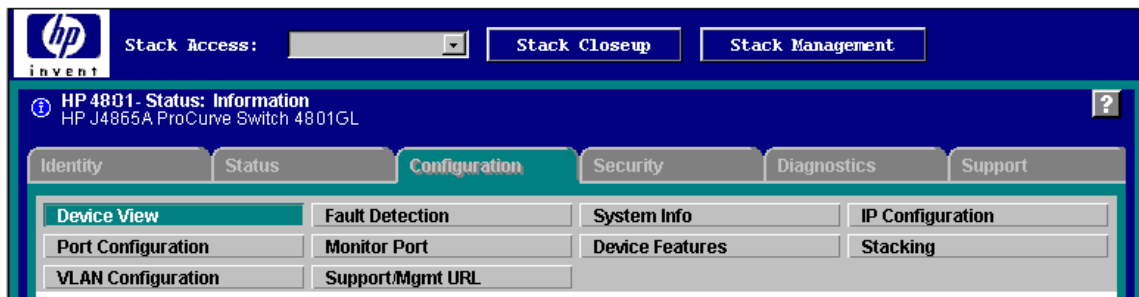 hp
invent
Stack Access: Stack Closeup Stack Management
HP 4801 - Status: Information
HP J4865A ProCurve Switch 4801GL
?
Identity Status Configuration Security Diagnostics Support
Device View Fault Detection System Info IP Configuration
Port Configuration Monitor Port Device Features Stacking
VLAN Configuration Support/Mgmt URL